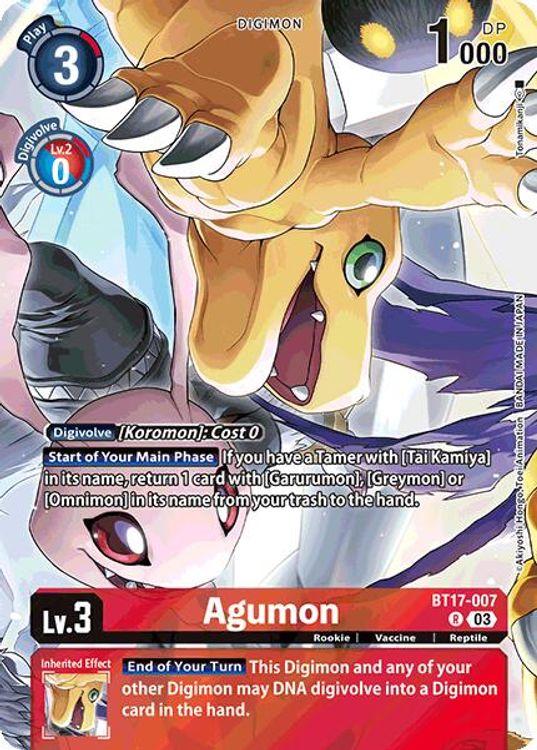 Play
3
DIGIMON
DP
1000
Digivolve
Lv.2
0
Tonamikanji
Digivolve [Koromon]: Cost 0
Start of Your Main Phase If you have a Tamer with [Tai Kamiya]
in its name, return 1 card with [Garurumon], [Greymon] or
[Omnimon] in its name from your trash to the hand.
©Akiyoshi Hongo, Toei Animation BANDAI MADE IN JAPAN
Lv.3
Agumon
BT17-007
R 03
Rookie | Vaccine | Reptile
Inherited Effect
End of Your Turn This Digimon and any of your
other Digimon may DNA digivolve into a Digimon
card in the hand.